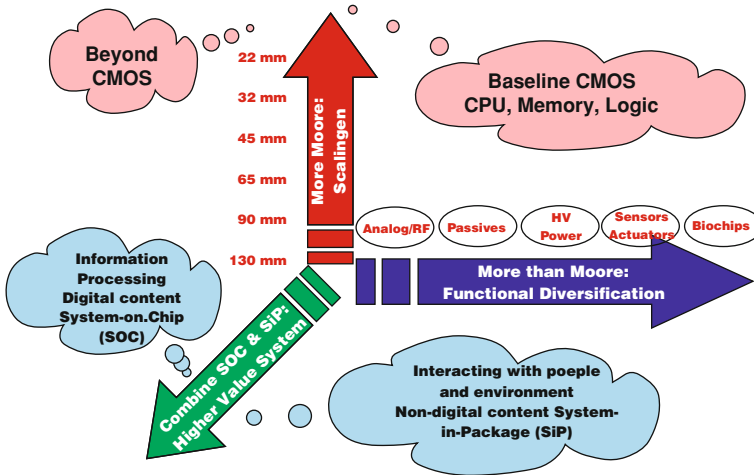 Beyond
CMOS
22 mm
32 mm
45 mm
65 mm
90 mm
130 mm
More Moore:
Scalingen
Baseline CMOS
CPU, Memory, Logic
Analog/RF
Passives
HV
Power
Sensors
Actuators
Biochips
More than Moore:
Functional Diversification
Information
Processing
Digital content
System-on.Chip
(SOC)
Combine SOC & SiP:
Higher Value System
Interacting with poeple
and environment
Non-digital content System-
in-Package (SiP)